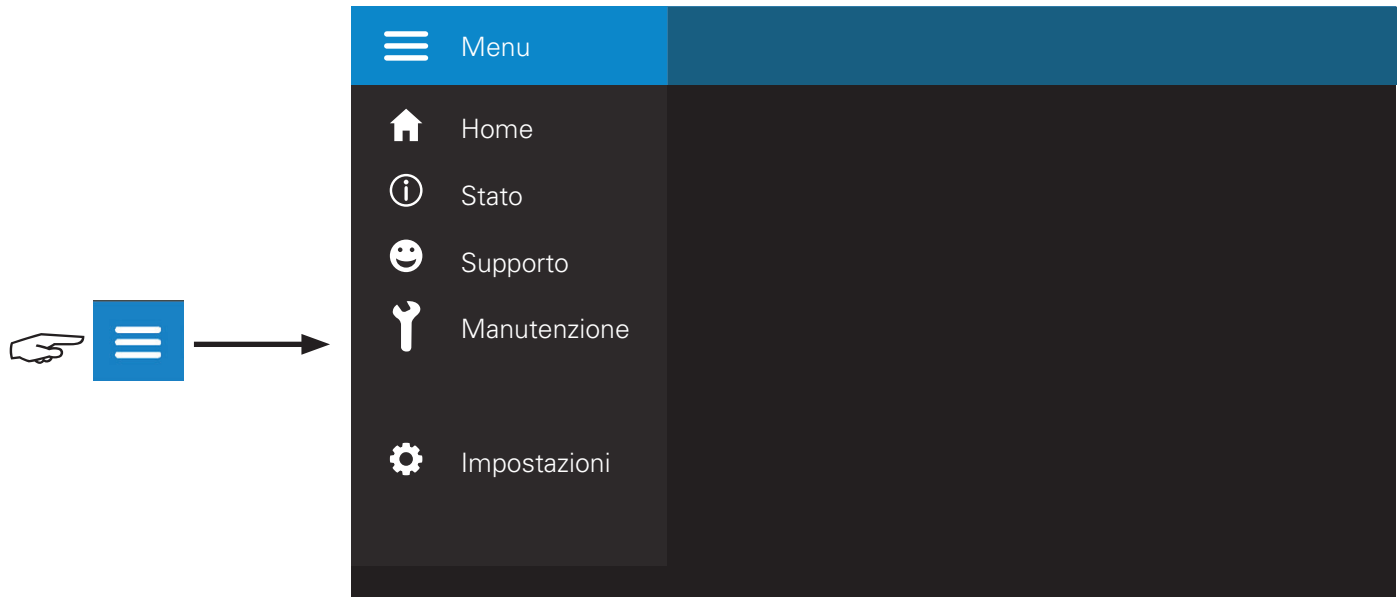 Menu
Home
Stato
Supporto
Manutenzione
Impostazioni